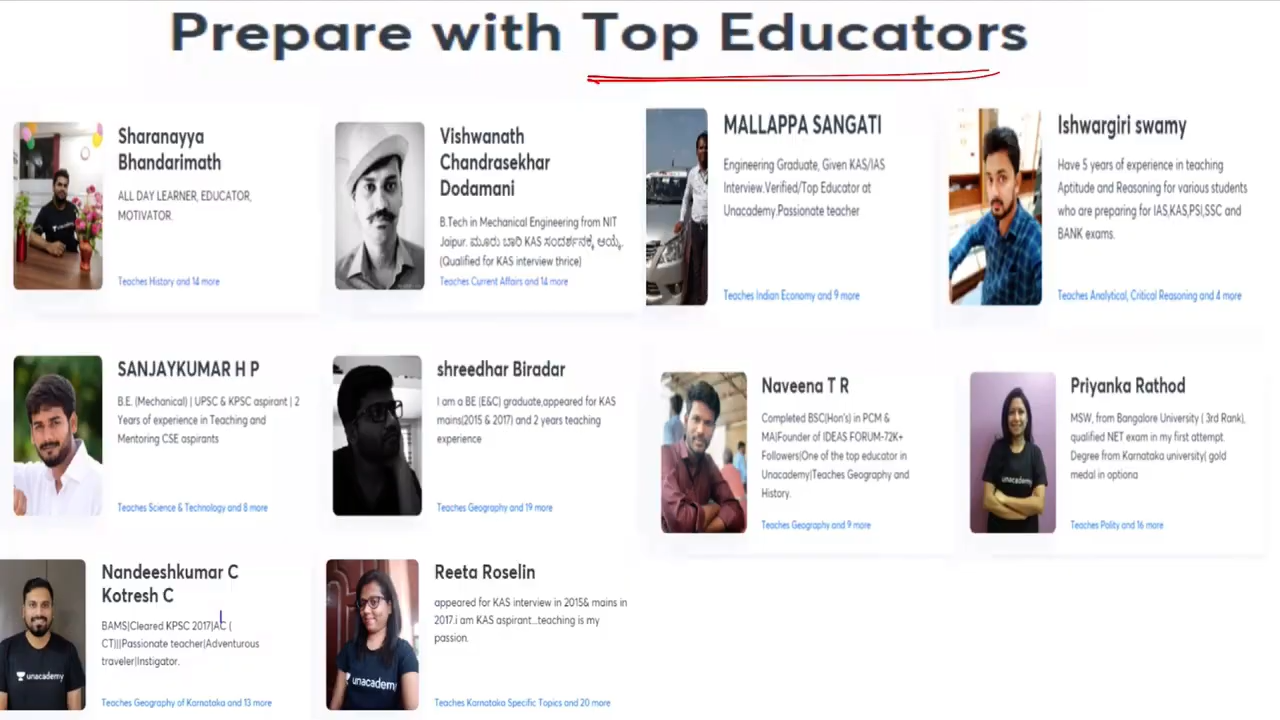 Prepare with Top Educators
Sharanayya
Bhandarimath
ALL DAY LEARNER, EDUCATOR,
MOTIVATOR.
Teaches History and 14 more
Vishwanath
Chandrasekhar
Dodamani
B.Tech in Mechanical Engineering from NIT
Jaipur. ಮೂರು ಬಾರಿ KAS ಸಂದರ್ಶನಕ್ಕೆ ಆಯ್ಕೆ.
(Qualified for KAS interview thrice)
Teaches Current Affairs and 14 more
MALLAPPA SANGATI
Engineering Graduate, Given KAS/IAS
Interview.Verified/Top Educator at
Unacademy.Passionate teacher
Teaches Indian Economy and 9 more
Ishwargiri swamy
Have 5 years of experience in teaching
Aptitude and Reasoning for various students
who are preparing for IAS,KAS,PSI,SSC and
BANK exams.
Teaches Analytical, Critical Reasoning and 4 more
SANJAYKUMAR H P
B.E. (Mechanical) | UPSC & KPSC aspirant | 2
Years of experience in Teaching and
Mentoring CSE aspirants
Teaches Science & Technology and 8 more
shreedhar Biradar
I am a BE (E&C) graduate,appeared for KAS
mains(2015 & 2017) and 2 years teaching
experience
Teaches Geography and 19 more
Naveena T R
Completed BSC(Hon's) in PCM &
MA|Founder of IDEAS FORUM-72K+
Followers|One of the top educator in
Unacademy|Teaches Geography and
History.
Teaches Geography and 9 more
Priyanka Rathod
MSW, from Bangalore University ( 3rd Rank),
qualified NET exam in my first attempt.
Degree from Karnataka university( gold
medal in optiona
unacademy
Teaches Polity and 16 more
Nandeeshkumar C
Kotresh C
BAMS|Cleared KPSC 2017|AC (
CT)|||Passionate teacher|Adventurous
traveler||Instigator.
unacademy
Teaches Geography of Karnataka and 13 more
Reeta Roselin
appeared for KAS interview in 2015& mains in
2017.i am KAS aspirant...teaching is my
passion.
unacademy
Teaches Karnataka Specific Topics and 20 more